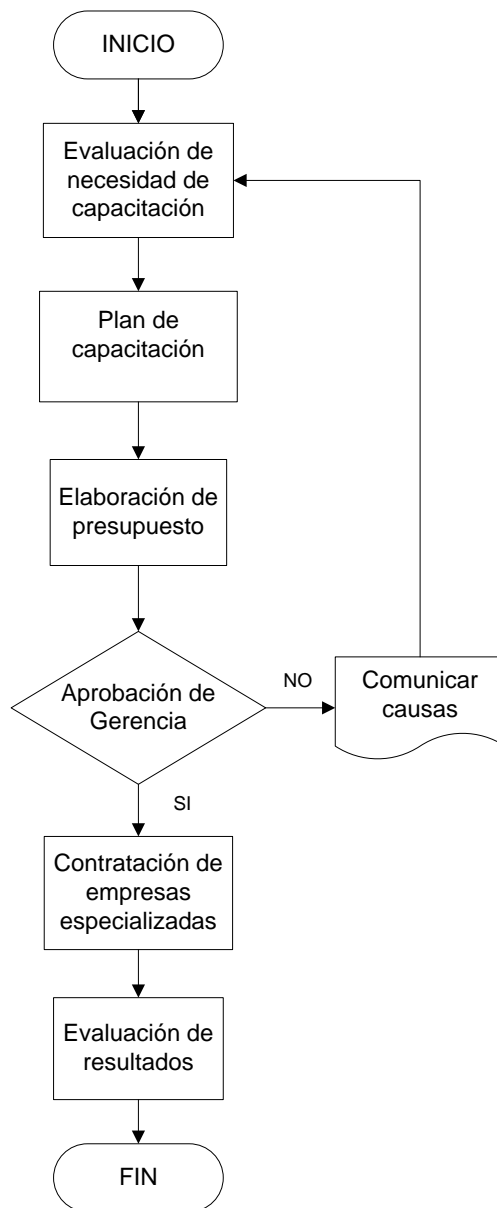 INICIO
Evaluación de
necesidad de
capacitación
Plan de
capacitación
Elaboración de
presupuesto
Aprobación de
Gerencia
NO
Comunicar
causas
SI
Contratación de
empresas
especializadas
Evaluación de
resultados
FIN